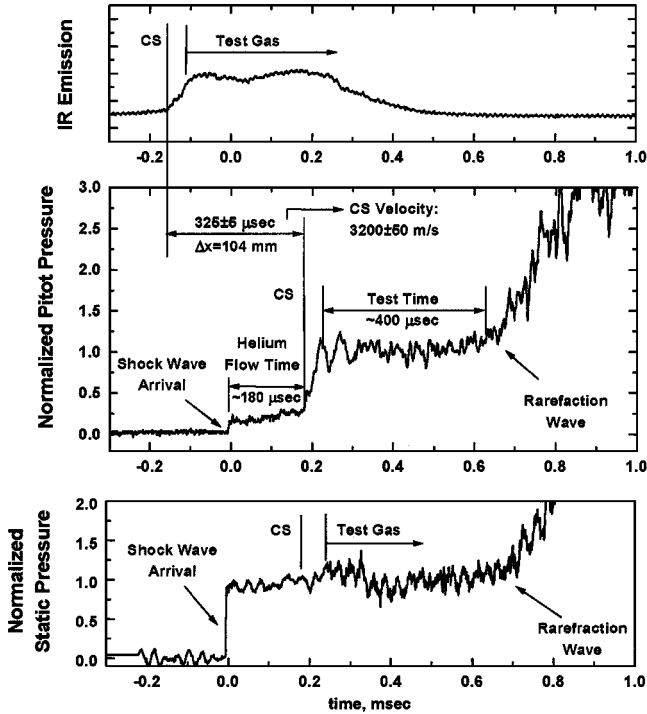 IR Emission
CS
Test Gas
-0.2 0.0 0.2 0.4 0.6 0.8 1.0
Normalized Pitot Pressure
3.0
2.5
2.0
1.5
1.0
0.5
0.0
325±5 µsec
Δx=104 mm
CS Velocity:
3200±50 m/s
CS
Test Time
~400 µsec
Helium
Flow Time
~180 µsec
Shock Wave
Arrival
Rarefaction
Wave
-0.2 0.0 0.2 0.4 0.6 0.8 1.0
Normalized
Static Pressure
2.0
1.5
1.0
0.5
0.0
CS
Test Gas
Shock Wave
Arrival
Rarefraction
Wave
-0.2 0.0 0.2 0.4 0.6 0.8 1.0
time, msec